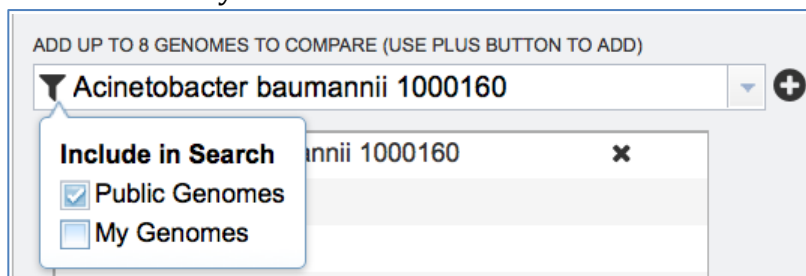 ADD UP TO 8 GENOMES TO COMPARE (USE PLUS BUTTON TO ADD)
Acinetobacter baumannii 1000160
Include in Search
annii 1000160
Public Genomes
My Genomes